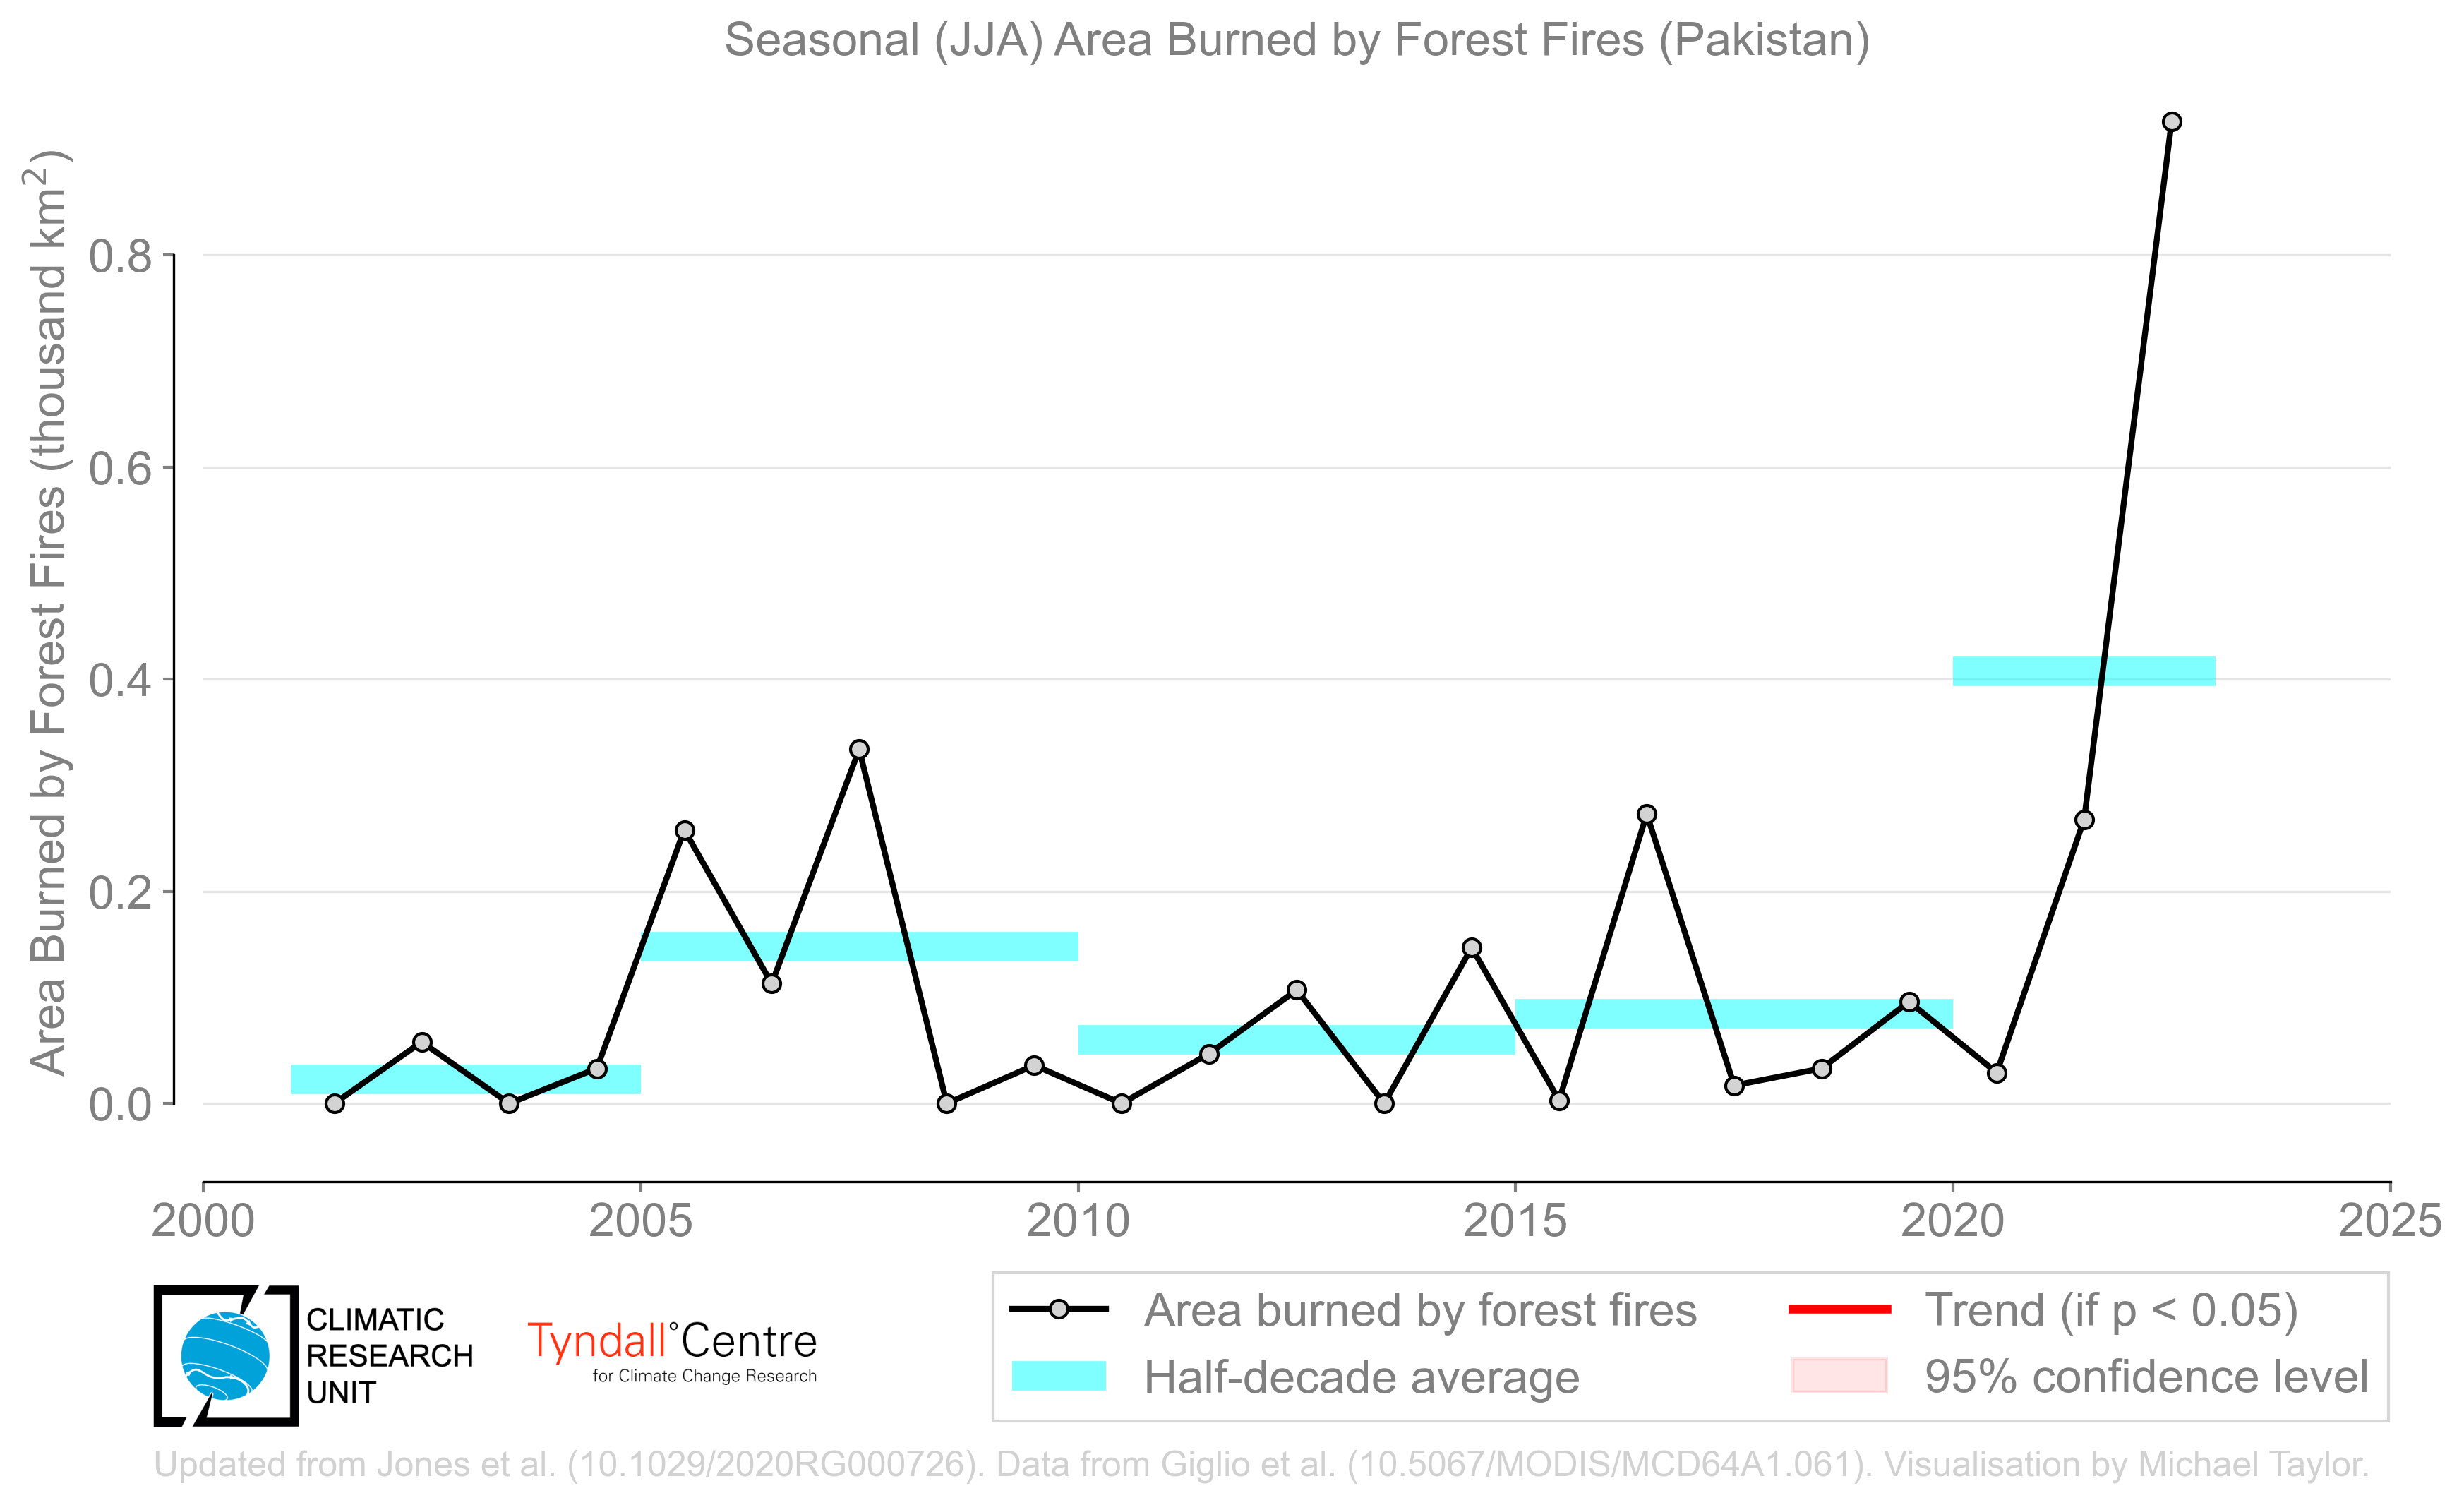 Seasonal (JJA) Area Burned by Forest Fires (Pakistan)
Area Burned by Forest Fires (thousand km²)
0.8
0.6
0.4
0.2
0.0
2000 2005 2010 2015 2020 2025
CLIMATIC
RESEARCH
UNIT
Tyndall°Centre
for Climate Change Research
Area burned by forest fires
Half-decade average
Trend (if p < 0.05)
95% confidence level
Updated from Jones et al. (10.1029/2020RG000726). Data from Giglio et al. (10.5067/MODIS/MCD64A1.061). Visualisation by Michael Taylor.